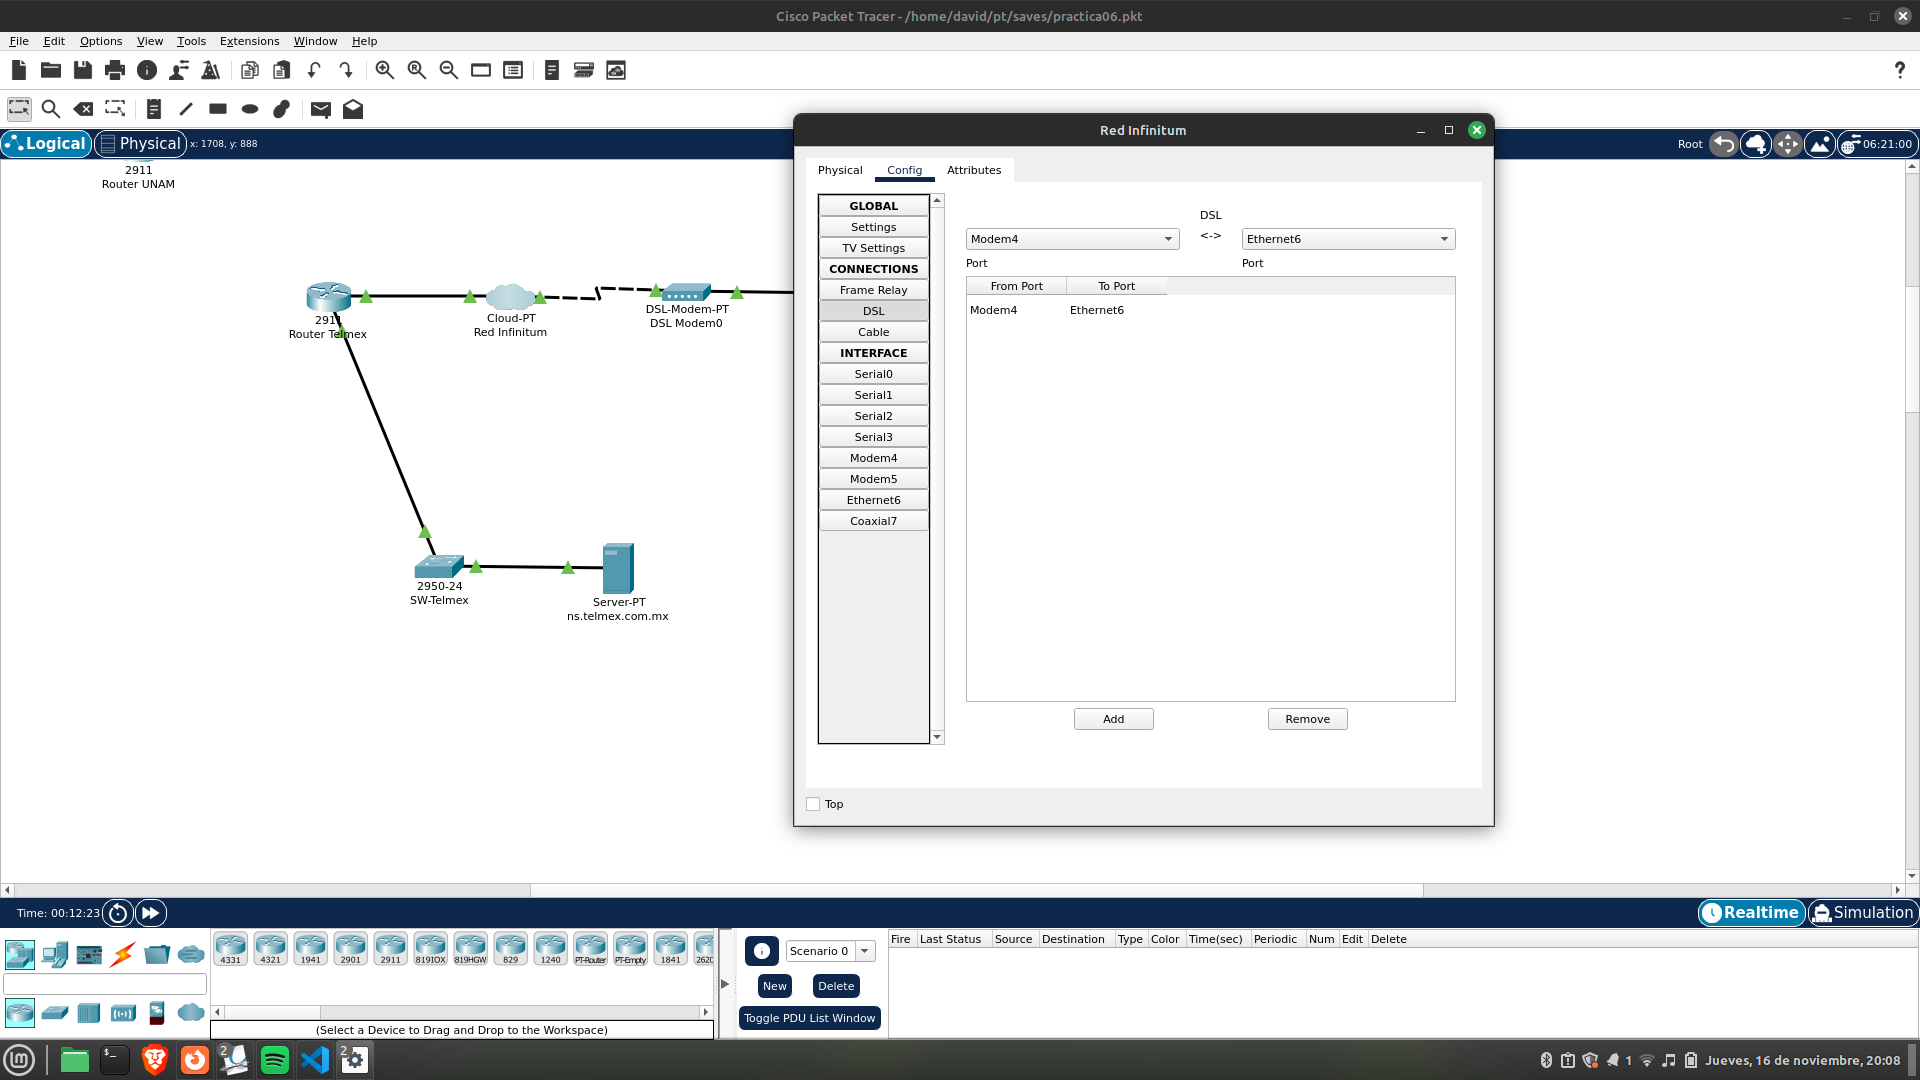 Cisco Packet Tracer - /home/david/pt/saves/practica06.pkt
File Edit Options View Tools Extensions Window Help
?
Logical
Physical
x: 1708, y: 888
Root
06:21:00
2911
Router UNAM
2911
Router Telmex
Cloud-PT
Red Infinitum
DSL-Modem-PT
DSL Modem0
2950-24
SW-Telmex
Server-PT
ns.telmex.com.mx
Red Infinitum
Physical Config Attributes
GLOBAL
Settings
TV Settings
CONNECTIONS
Frame Relay
DSL
Cable
INTERFACE
Serial0
Serial1
Serial2
Serial3
Modem4
Modem5
Ethernet6
Coaxial7
DSL
Modem4 <-> Ethernet6
Port Port
From Port To Port
Modem4 Ethernet6
Add Remove
Top
Time: 00:12:23
Realtime Simulation
4331 4321 1941 2901 2911 819IOX 819HGW 829 1240 PT-Router PT-Empty 1841 2620
(Select a Device to Drag and Drop to the Workspace)
Scenario 0
New Delete
Toggle PDU List Window
Fire Last Status Source Destination Type Color Time(sec) Periodic Num Edit Delete
2 2
1
Jueves, 16 de noviembre, 20:08